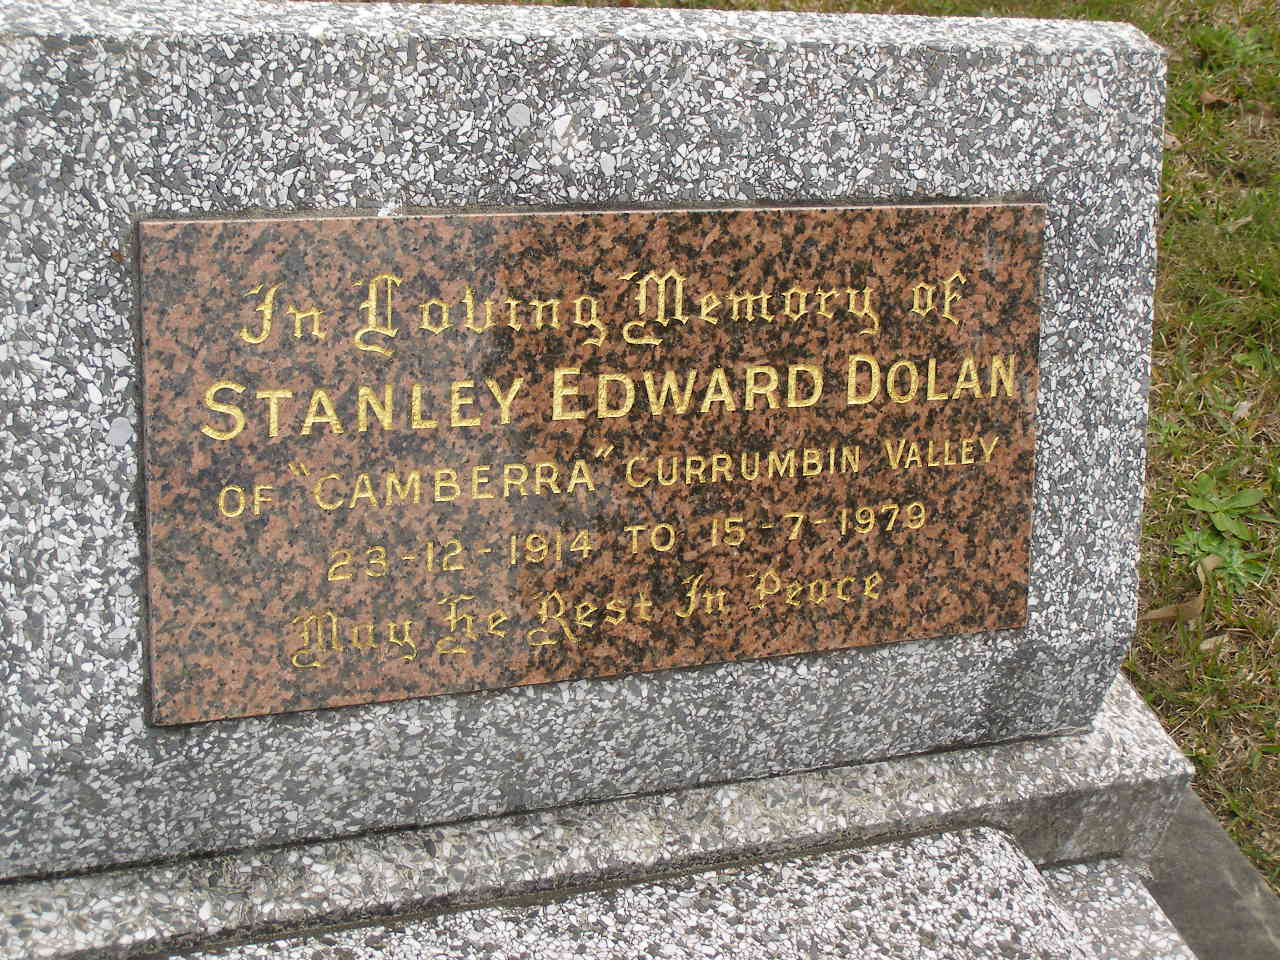 In Loving Memory of
STANLEY EDWARD DOLAN
OF "CAMBERRA" CURRUMBIN VALLEY
23-12-1914 TO 15-7-1979
May He Rest In Peace